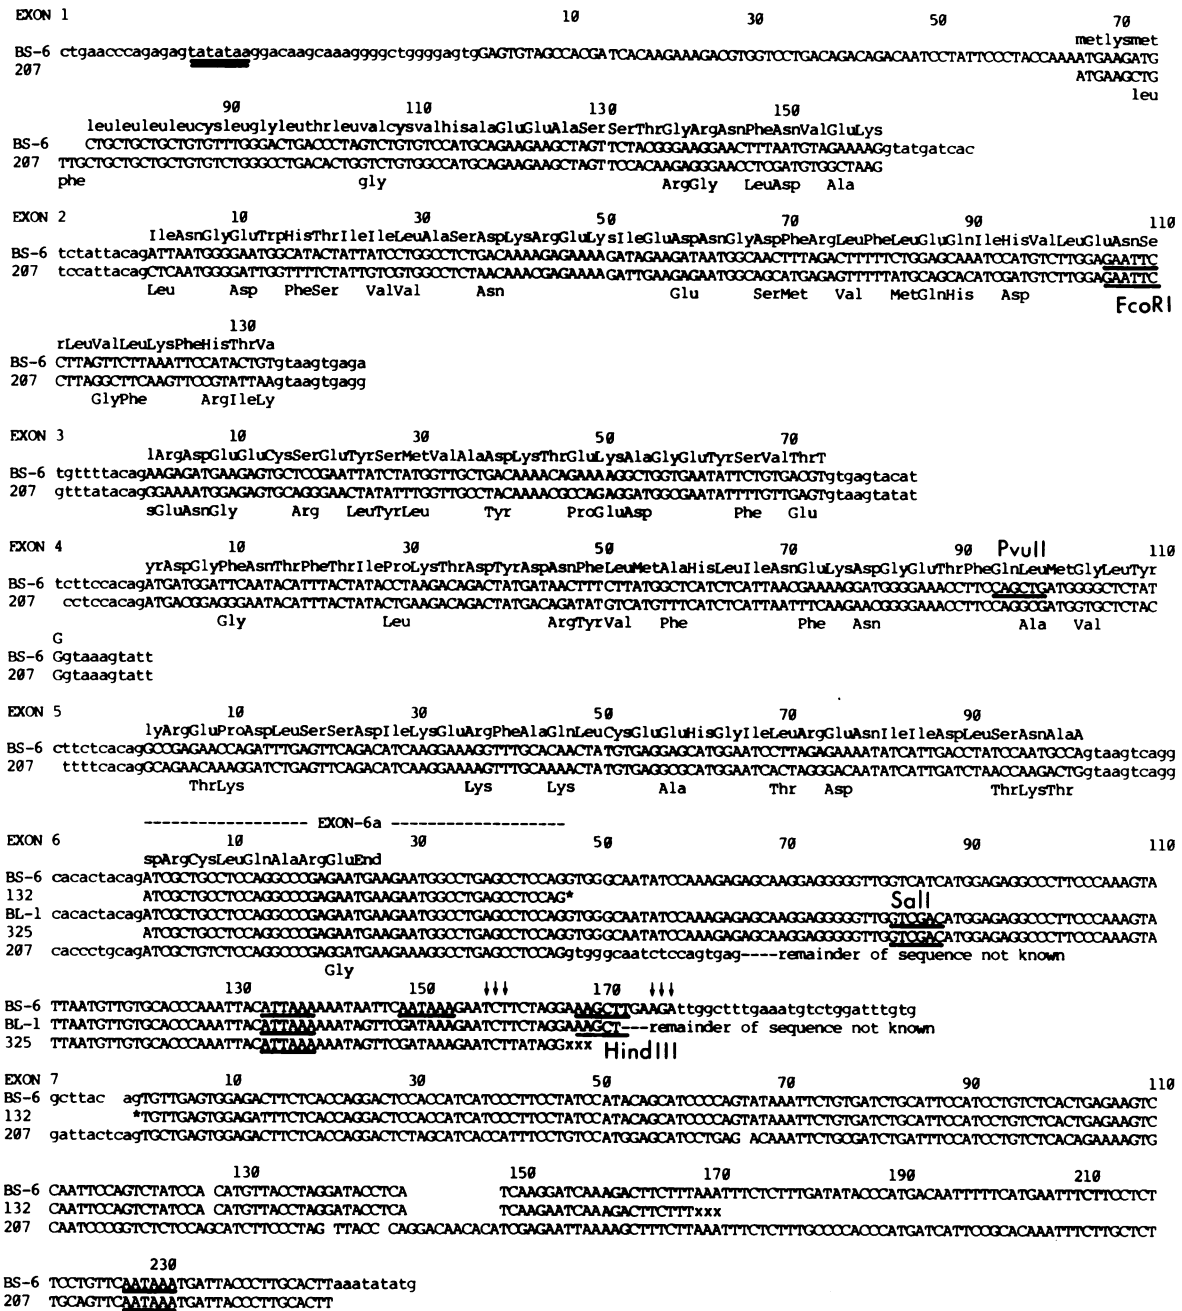 EXON 1 10 30 50 70
metlysmet
BS-6 ctgaacccagagagtatataaggacaagcaaaggggctggggagtgGAGTGTAGCCACGATCACAAGAAAGACGTGGTCCTGACAGACAGACAATCCTATTCCCTACCAAAATGAAGATG
207 ATGAAGCTG
leu
90 110 130 150
leuleuleuleucysleuglyleuthrleuvalcysvalhisalaGluGluAlaSerSerThrGlyArgAsnPheAsnValGluLys
BS-6 CTGCTGCTGCTGTGTTTGGGACTGACCCTAGTCTGTGTCCATGCAGAAGAAGCTAGTTCTACGGGAAGGAACTTTAATGTAGAAAAGgtatgatcac
207 TTGCTGCTGCTGCTGTGTCTGGGCCTGACACTGGTCTGTGTGGCCATGCAGAAGAAGCTAGTTCCACAAGAGGGAACCTCGATGTGGCTAAG
phe gly ArgGly LeuAsp Ala
EXON 2 10 30 50 70 90 110
IleAsnGlyGluTrpHisThrIleIleLeuAlaSerAspLysArgGluLysIleGluAspAsnGlyAspPheArgLeuPheLeuGluGlnIleHisValLeuGluAsnSe
BS-6 tctattacagATTAATGGGGAATGGCATACTATTATCCTGGCCTCTGACAAAAGAGAAAAGATAGAAGATAATGGCAACTTTAGACTTTTTCTGGAGCAAATCCATGTCTTGGAGAATTC
207 tccattacagCTCAATGGGGATTGGTTTTCTATTGTCGTGGCCTCTAACAAACGAGAAAAGATTGAAGAGAATGGCAGCATGAGAGTTTTTATGCAGCACATCGATGTCTTGGAGAATTC
Leu Asp PheSer ValVal Asn Glu SerMet Val MetGlnHis Asp
EcoRI
130
rLeuValLeuLysPheHisThrVa
BS-6 CTTAGTTCTTAAATTCCATACTGTgtaagtgaga
207 CTTAGGCTTCAAGTTCCGTATTAAgtaagtgagg
GlyPhe ArgIleLy
EXON 3 10 30 50 70
lArgAspGluGluCysSerGluTyrSerMetValAlaAspLysThrGluLysAlaGlyGluTyrSerValThrT
BS-6 tgttttacagAAGAGATGAAGAGTGCTCCGAATTATCTATGGTTGCTGACAAAACAGAAAAGGCTGGTGAATATTCTGTGACGTgtgagtacat
207 gtttatacagGGAAAATGGAGAGTGCAGGGAACTATATTTGGTTGCCTACAAAACGCCAGAGGATGGCGAATATTTTGTTGAGTgtaagtatat
sGluAsnGly Arg LeuTyrLeu Tyr ProGluAsp Phe Glu
EXON 4 10 30 50 70 90 PvuII 110
yrAspGlyPheAsnThrPheThrIleProLysThrAspTyrAspAsnPheLeuMetAlaHisLeuIleAsnGluLysAspGlyGluThrPheGlnLeuMetGlyLeuTyr
BS-6 tcttccacagATGATGGATTCAATACATTTACTATACCTAAGACAGACTATGATAACTTTCTTATGGCTCATCTCATTAACGAAAAGGATGGGGAAACCTTCCAGCTGATGGGGCTCTAT
207 cctccacagATGACGGAGGGAATACATTTACTATACTGAAGACAGACTATGACAGATATGTCATGTTTCATCTCATTAATTTCAAGAACGGGGAAACCTTCCAGGCGATGGTGCTCTAC
Gly Leu ArgTyrVal Phe Phe Asn Ala Val
G
BS-6 Ggtaaagtatt
207 Ggtaaagtatt
EXON 5 10 30 50 70 90
lyArgGluProAspLeuSerSerAspIleLysGluArgPheAlaGlnLeuCysGluGluHisGlyIleLeuArgGluAsnIleIleAspLeuSerAsnAlaA
BS-6 cttctcacagGCCGAGAACCAGATTTGAGTTCAGACATCAAGGAAAGGTTTGCACAACTATGTGAGGAGCATGGAATCCTTAGAGAAAATATCATTGACCTATCCAATGCCAgtaagtcagg
207 ttttcacagGCAGAACAAAGGATCTGAGTTCAGACATCAAGGAAAAGTTTGCAAAACTATGTGAGGCGCATGGAATCACTAGGGACAATATCATTGATCTAACCAAGACTGgtaagtcagg
ThrLys Lys Lys Ala Thr Asp ThrLysThr
------------------ EXON-6a -------------------
EXON 6 10 30 50 70 90 110
spArgCysLeuGlnAlaArgGluEnd
BS-6 cacactacagATCGCTGCCTCCAGGCCCGAGAATGAAGAATGGCCTGAGCCTCCAGGTGGGCAATATCCAAAGAGAGCAAGGAGGGGGTTGGTCATCATGGAGAGGCCCTTCCCAAAGTA
132 ATCGCTGCCTCCAGGCCCGAGAATGAAGAATGGCCTGAGCCTCCAG* SalI
BL-1 cacactacagATCGCTGCCTCCAGGCCCGAGAATGAAGAATGGCCTGAGCCTCCAGGTGGGCAATATCCAAAGAGAGCAAGGAGGGGGTTGGTCGACATGGAGAGGCCCTTCCCAAAGTA
325 ATCGCTGCCTCCAGGCCCGAGAATGAAGAATGGCCTGAGCCTCCAGGTGGGCAATATCCAAAGAGAGCAAGGAGGGGGTTGGTCGACATGGAGAGGCCCTTCCCAAAGTA
207 caccctgcagATCGCTGTCTCCAGGCCCGAGGATGAAGAAAGGCCTGAGCCTCCAGgtgggcaatctccagtgag----remainder of sequence not known
Gly
130 150 ↓↓↓ 170 ↓↓↓
BS-6 TTAATGTTGTGCACCCAAATTACATTAAAAAATAATTCAATAAAGAATCTTCTAGGAAAGCTTGAAGAttggctttgaaatgtctggatttgtg
BL-1 TTAATGTTGTGCACCCAAATTACATTAAAAAATAGTTCGATAAAGAATCTTCTAGGAAAGCT---remainder of sequence not known
325 TTAATGTTGTGCACCCAAATTACATTAAAAAATAGTTCGATAAAGAATCTTATAGGxxx HindIII
EXON 7 10 30 50 70 90 110
BS-6 gcttac agTGTTGAGTGGAGACTTCTCACCAGGACTCCACCATCATCCCTTCCTATCCATACAGCATCCCCAGTATAAATTCTGTGATCTGCATTCCATCCTGTCTCACTGAGAAGTC
132 *TGTTGAGTGGAGATTTCTCACCAGGACTCCACCATCATCCCTTCCTATCCATACAGCATCCCCAGTATAAATTCTGTGATCTGCATTCCATCCTGTCTCACTGAGAAGTC
207 gattactcagTGCTGAGTGGAGACTTCTCACCAGGACTCTAGCATCACCATTTCCTGTCCATGGAGCATCCTGAG ACAAATTCTGCGATCTGATTTCCATCCTGTCTCACAGAAAAGTG
130 150 170 190 210
BS-6 CAATTCCAGTCTATCCA CATGTTACCTAGGATACCTCA TCAAGGATCAAAGACTTCTTTAAATTTCTCTTTGATATACCCATGACAATTTTTCATGAATTTCTTCCTCT
132 CAATTCCAGTCTATCCA CATGTTACCTAGGATACCTCA TCAAGAATCAAAGACTTCTTTxxx
207 CAATCCCGGTCTCTCCAGCATCTTCCCTAG TTACC CAGGACAACACATCGAGAATTAAAAGCTTTCTTAAATTTCTCTTTGCCCCACCCATGATCATTCCGCACAAATTTCTTGCTCT
230
BS-6 TCCTGTTCAATAAATGATTACCCTTGCACTTaaatatatg
207 TGCAGTTCAATAAATGATTACCCTTGCACTT